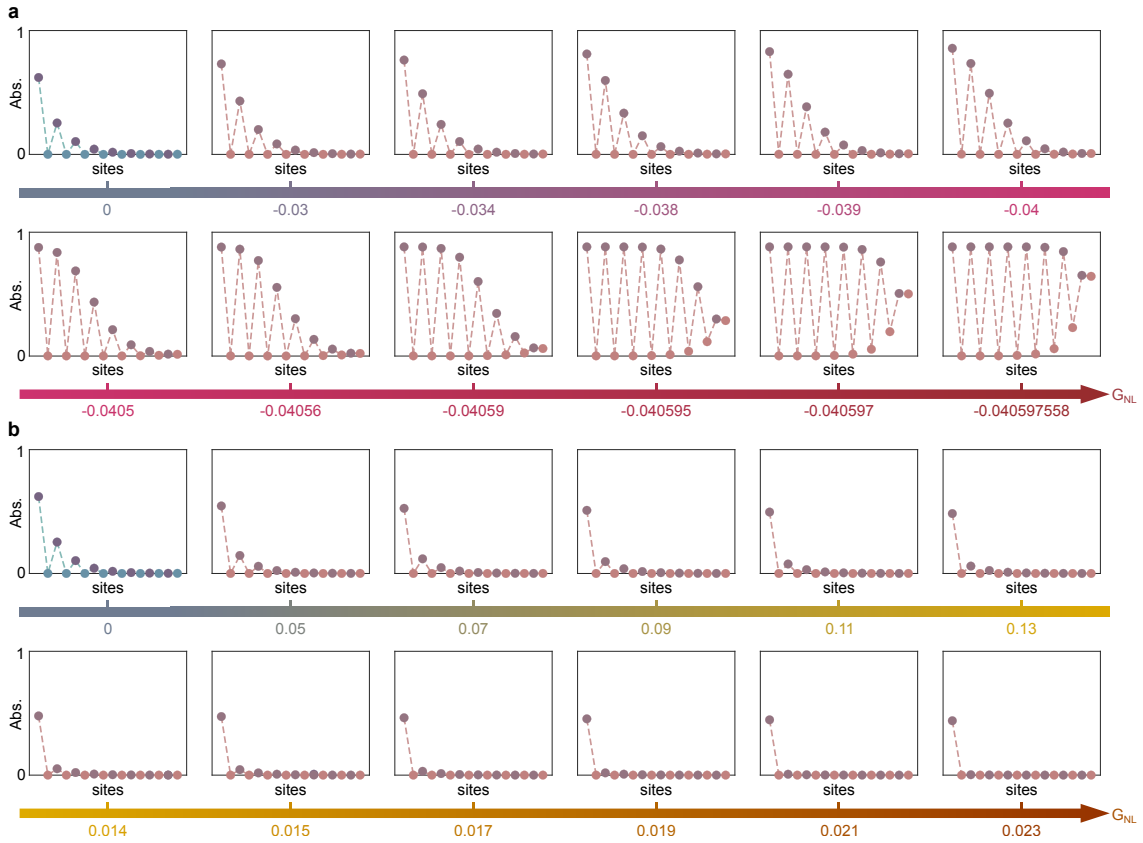 a
1 Abs. 0
sites sites sites sites sites sites
0 -0.03 -0.034 -0.038 -0.039 -0.04
1 Abs. 0
sites sites sites sites sites sites
-0.0405 -0.04056 -0.04059 -0.040595 -0.040597 -0.040597558 G_NL
b
1 Abs. 0
sites sites sites sites sites sites
0 0.05 0.07 0.09 0.11 0.13
1 Abs. 0
sites sites sites sites sites sites
0.014 0.015 0.017 0.019 0.021 0.023 G_NL